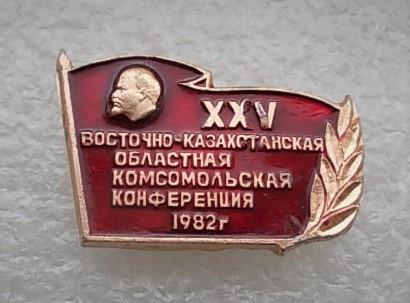 XXV
ВОСТОЧНО-КАЗАХСТАНСКАЯ
ОБЛАСТНАЯ
КОМСОМОЛЬСКАЯ
КОНФЕРЕНЦИЯ
1982г